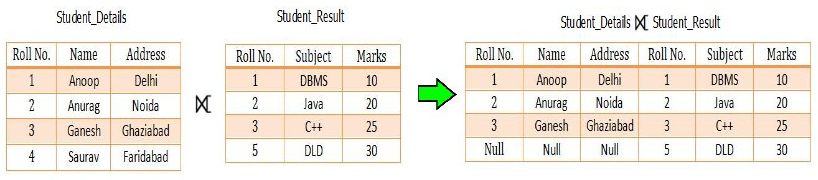 Student_Details
Roll No. Name Address
1 Anoop Delhi
2 Anurag Noida
3 Ganesh Ghaziabad
4 Saurav Faridabad
Student_Result
Roll No. Subject Marks
1 DBMS 10
2 Java 20
3 C++ 25
5 DLD 30
Student_Details ⟖ Student_Result
Roll No. Name Address Roll No. Subject Marks
1 Anoop Delhi 1 DBMS 10
2 Anurag Noida 2 Java 20
3 Ganesh Ghaziabad 3 C++ 25
Null Null Null 5 DLD 30